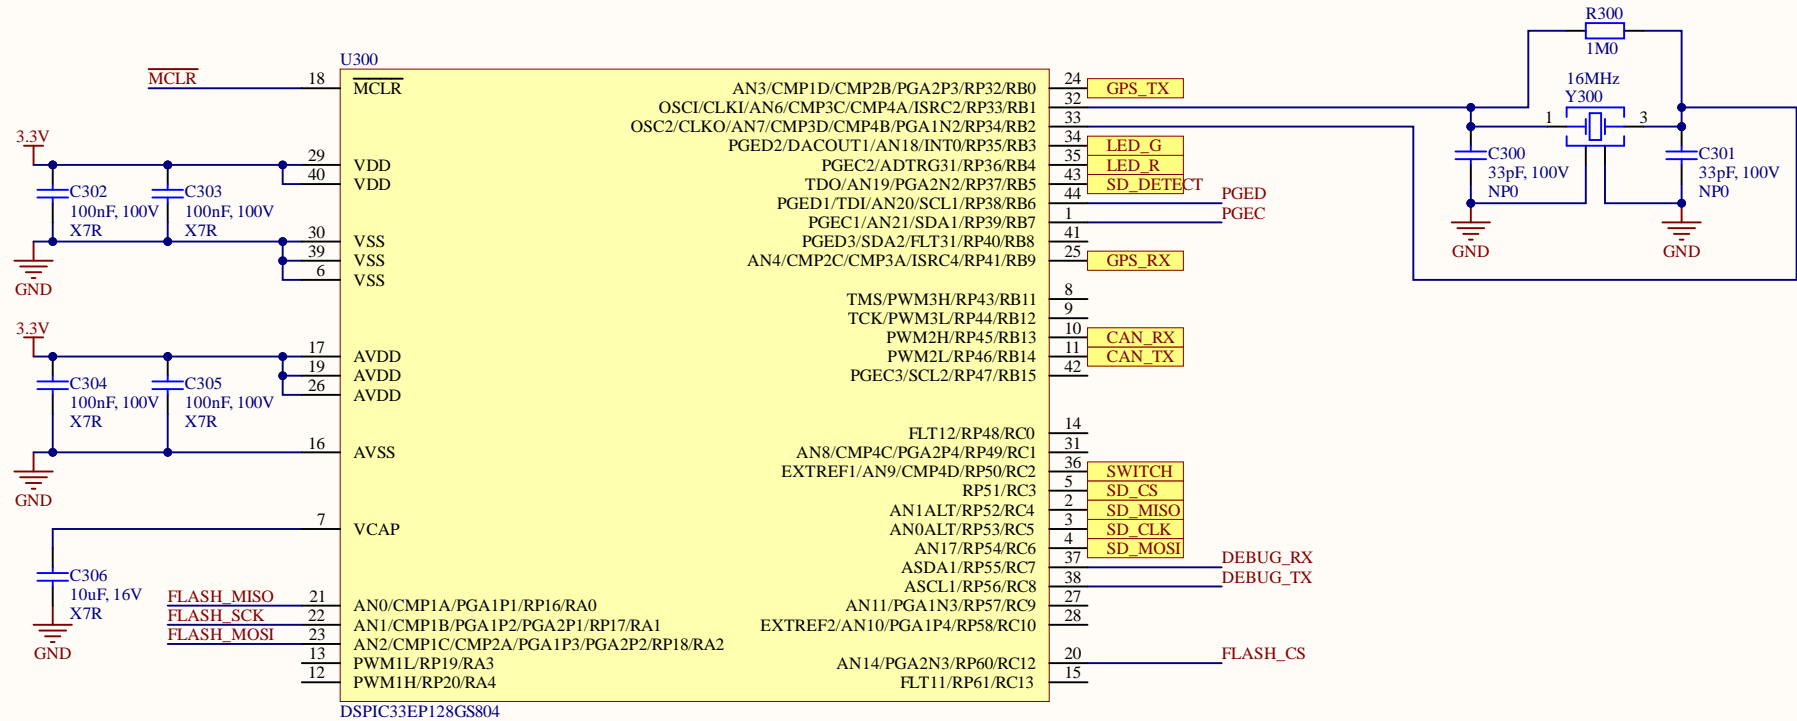 R300
1M0
16MHz
Y300
1
3
C300
33pF, 100V
NP0
C301
33pF, 100V
NP0
GND
GND
U300
MCLR
18
MCLR
3.3V
29
VDD
40
VDD
C302
100nF, 100V
X7R
C303
100nF, 100V
X7R
30
VSS
39
VSS
6
VSS
GND
3.3V
17
AVDD
19
AVDD
26
AVDD
C304
100nF, 100V
X7R
C305
100nF, 100V
X7R
16
AVSS
GND
7
VCAP
C306
10uF, 16V
X7R
GND
FLASH_MISO 21 AN0/CMP1A/PGA1P1/RP16/RA0
FLASH_SCK 22 AN1/CMP1B/PGA1P2/PGA2P1/RP17/RA1
FLASH_MOSI 23 AN2/CMP1C/CMP2A/PGA1P3/PGA2P2/RP18/RA2
13 PWM1L/RP19/RA3
12 PWM1H/RP20/RA4
AN3/CMP1D/CMP2B/PGA2P3/RP32/RB0 24 GPS_TX
OSCI/CLKI/AN6/CMP3C/CMP4A/ISRC2/RP33/RB1 32
OSC2/CLKO/AN7/CMP3D/CMP4B/PGA1N2/RP34/RB2 33
PGED2/DACOUT1/AN18/INT0/RP35/RB3 34 LED_G
PGEC2/ADTRG31/RP36/RB4 35 LED_R
TDO/AN19/PGA2N2/RP37/RB5 43 SD_DETECT
PGED1/TDI/AN20/SCL1/RP38/RB6 44 PGED
PGEC1/AN21/SDA1/RP39/RB7 1 PGEC
PGED3/SDA2/FLT31/RP40/RB8 41
AN4/CMP2C/CMP3A/ISRC4/RP41/RB9 25 GPS_RX
TMS/PWM3H/RP43/RB11 8
TCK/PWM3L/RP44/RB12 9
PWM2H/RP45/RB13 10 CAN_RX
PWM2L/RP46/RB14 11 CAN_TX
PGEC3/SCL2/RP47/RB15 42
FLT12/RP48/RC0 14
AN8/CMP4C/PGA2P4/RP49/RC1 31
EXTREF1/AN9/CMP4D/RP50/RC2 36 SWITCH
RP51/RC3 5 SD_CS
AN1ALT/RP52/RC4 2 SD_MISO
AN0ALT/RP53/RC5 3 SD_CLK
AN17/RP54/RC6 4 SD_MOSI
ASDA1/RP55/RC7 37 DEBUG_RX
ASCL1/RP56/RC8 38 DEBUG_TX
AN11/PGA1N3/RP57/RC9 27
EXTREF2/AN10/PGA1P4/RP58/RC10 28
AN14/PGA2N3/RP60/RC12 20 FLASH_CS
FLT11/RP61/RC13 15
DSPIC33EP128GS804